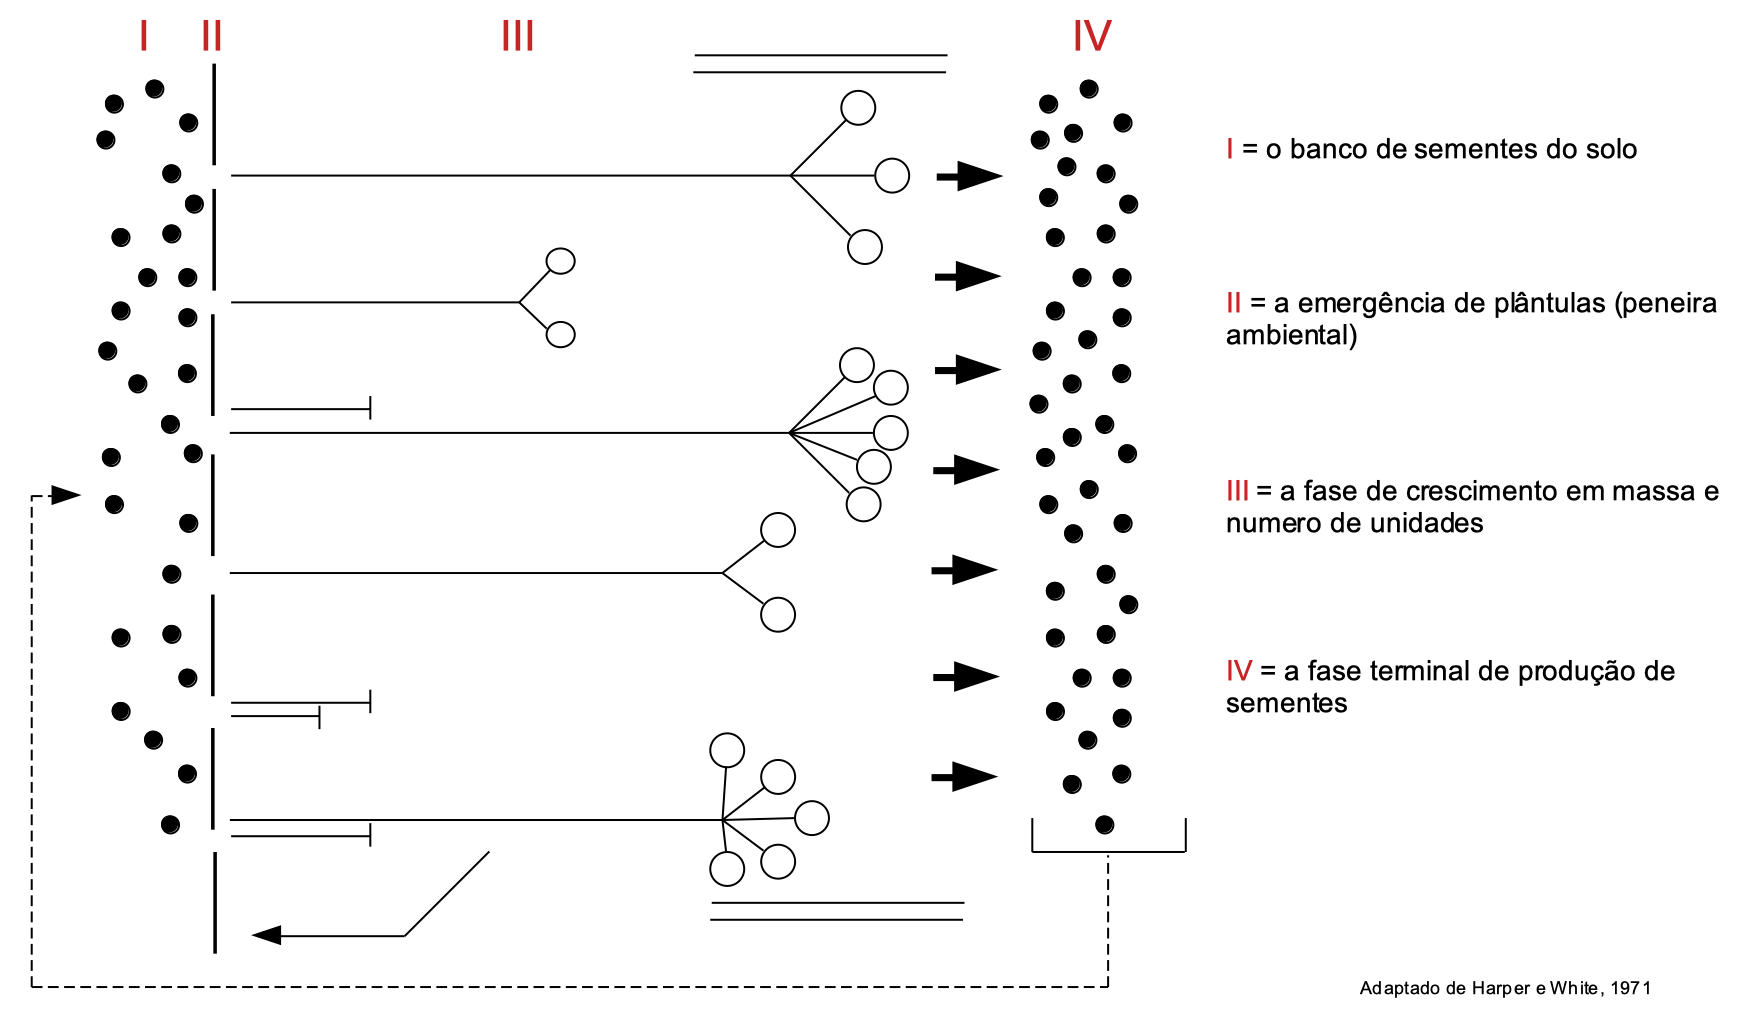 I II III IV
I = o banco de sementes do solo
II = a emergência de plântulas (peneira
ambiental)
III = a fase de crescimento em massa e
numero de unidades
IV = a fase terminal de produção de
sementes
Adaptado de Harper e White, 1971